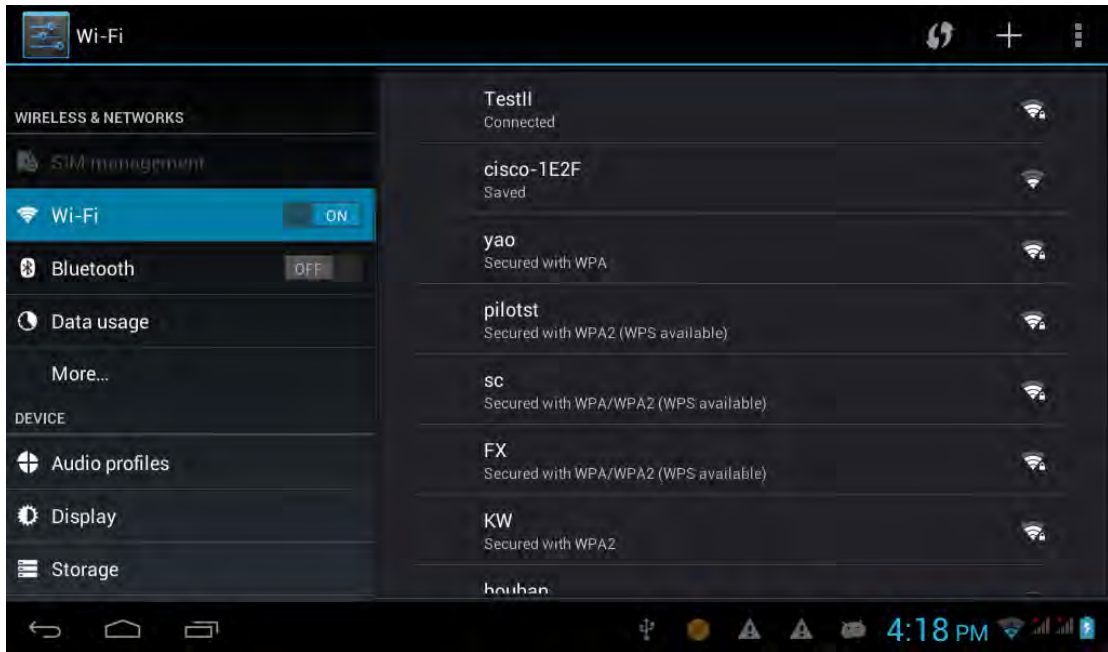 Wi-Fi
WIRELESS & NETWORKS
SIM management
Wi-Fi ON
Bluetooth OFF
Data usage
More...
DEVICE
Audio profiles
Display
Storage
TestII
Connected
cisco-1E2F
Saved
yao
Secured with WPA
pilotst
Secured with WPA2 (WPS available)
sc
Secured with WPA/WPA2 (WPS available)
FX
Secured with WPA/WPA2 (WPS available)
KW
Secured with WPA2
houhan
4:18 PM